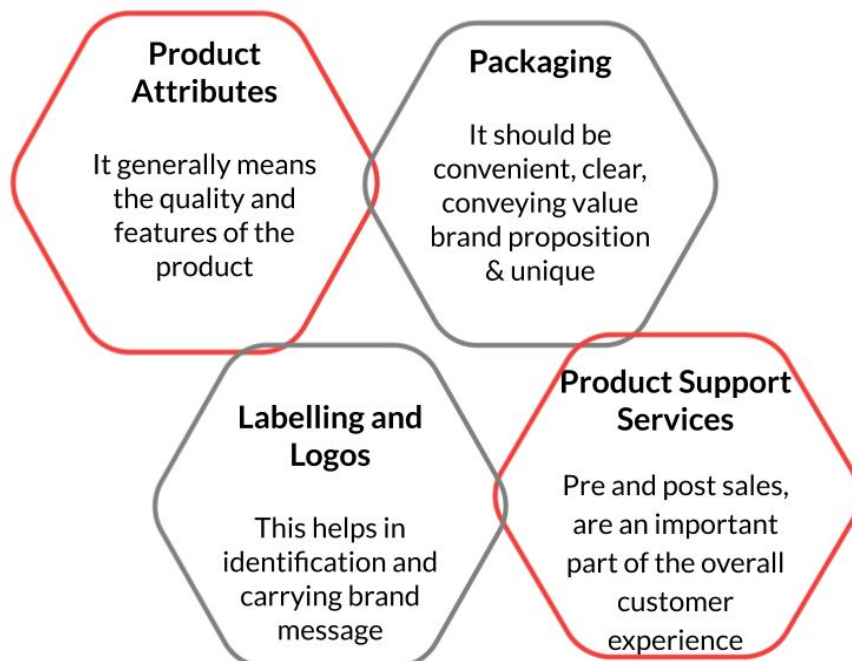 Product
Attributes
It generally means
the quality and
features of the
product
Packaging
It should be
convenient, clear,
conveying value
brand proposition
& unique
Labelling and
Logos
This helps in
identification and
carrying brand
message
Product Support
Services
Pre and post sales,
are an important
part of the overall
customer
experience